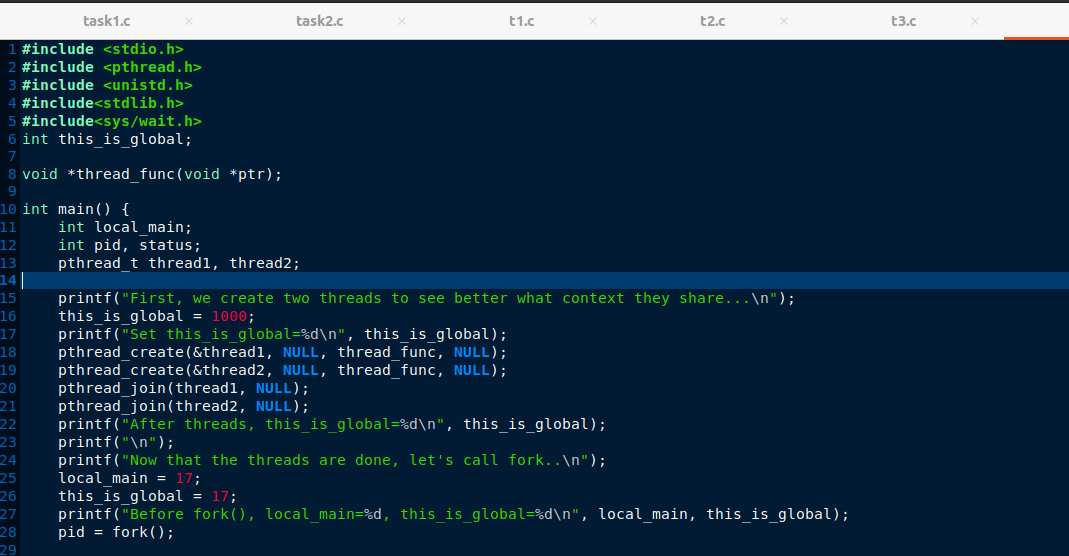 task1.c × task2.c × t1.c × t2.c × t3.c ×
1 #include <stdio.h>
2 #include <pthread.h>
3 #include <unistd.h>
4 #include<stdlib.h>
5 #include<sys/wait.h>
6 int this_is_global;
7
8 void *thread_func(void *ptr);
9
10 int main() {
11     int local_main;
12     int pid, status;
13     pthread_t thread1, thread2;
14
15     printf("First, we create two threads to see better what context they share...\n");
16     this_is_global = 1000;
17     printf("Set this_is_global=%d\n", this_is_global);
18     pthread_create(&thread1, NULL, thread_func, NULL);
19     pthread_create(&thread2, NULL, thread_func, NULL);
20     pthread_join(thread1, NULL);
21     pthread_join(thread2, NULL);
22     printf("After threads, this_is_global=%d\n", this_is_global);
23     printf("\n");
24     printf("Now that the threads are done, let's call fork..\n");
25     local_main = 17;
26     this_is_global = 17;
27     printf("Before fork(), local_main=%d, this_is_global=%d\n", local_main, this_is_global);
28     pid = fork();
29